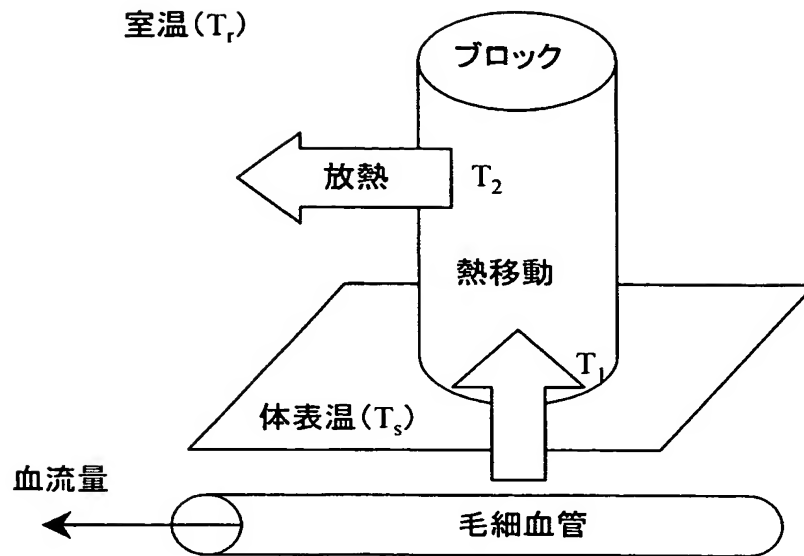 室温(Tr)
ブロック
放熱
T2
熱移動
T1
体表温(Ts)
血流量
毛細血管